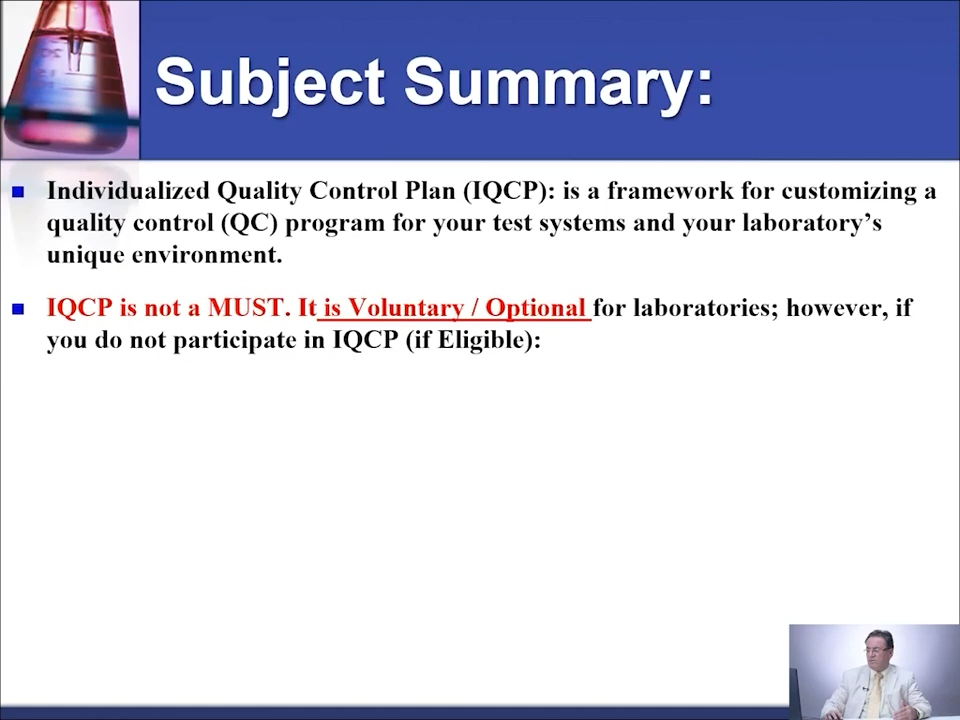 Subject Summary:
Individualized Quality Control Plan (IQCP): is a framework for customizing a
quality control (QC) program for your test systems and your laboratory’s
unique environment.
IQCP is not a MUST. It is Voluntary / Optional for laboratories; however, if
you do not participate in IQCP (if Eligible):